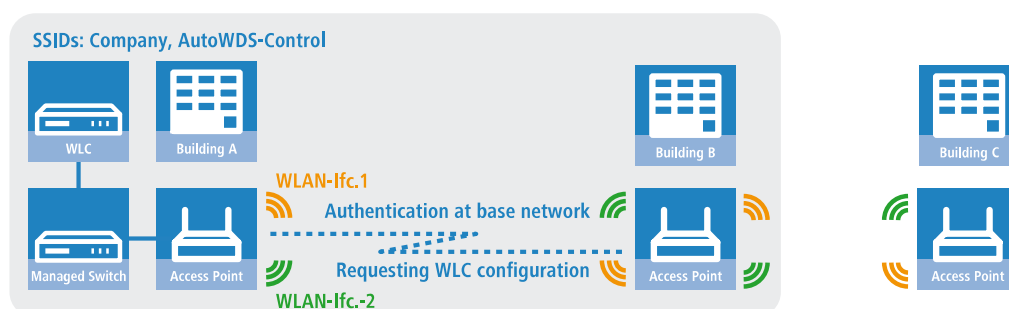 SSIDs: Company, AutoWDS-Control
WLC
Building A
Building B
Building C
WLAN-Ifc.1
Authentication at base network
Requesting WLC configuration
Managed Switch
Access Point
Access Point
Access Point
WLAN-Ifc.-2